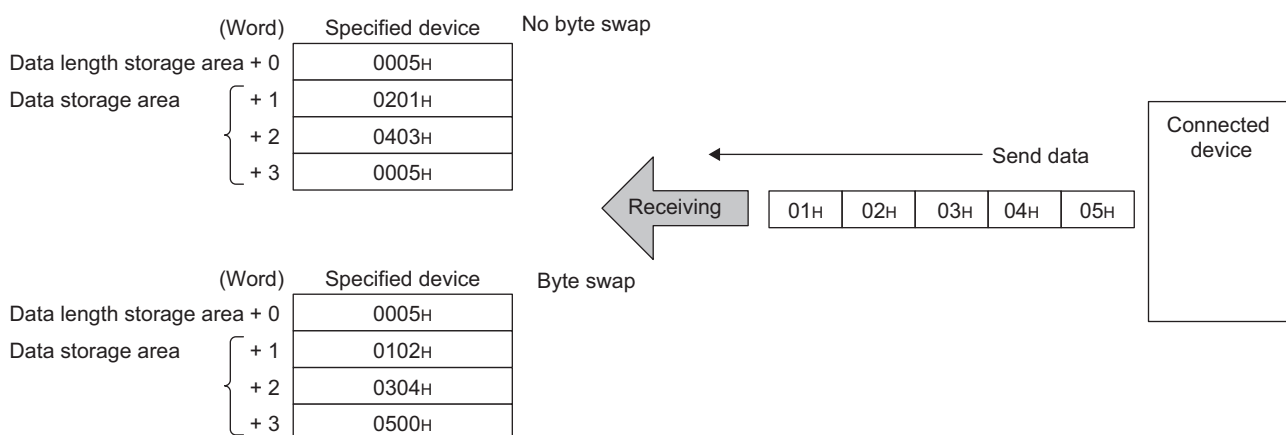 (Word) Specified device No byte swap
Data length storage area + 0 0005H
Data storage area + 1 0201H
+ 2 0403H
+ 3 0005H
Connected
device
Send data
Receiving 01H 02H 03H 04H 05H
(Word) Specified device Byte swap
Data length storage area + 0 0005H
Data storage area + 1 0102H
+ 2 0304H
+ 3 0500H